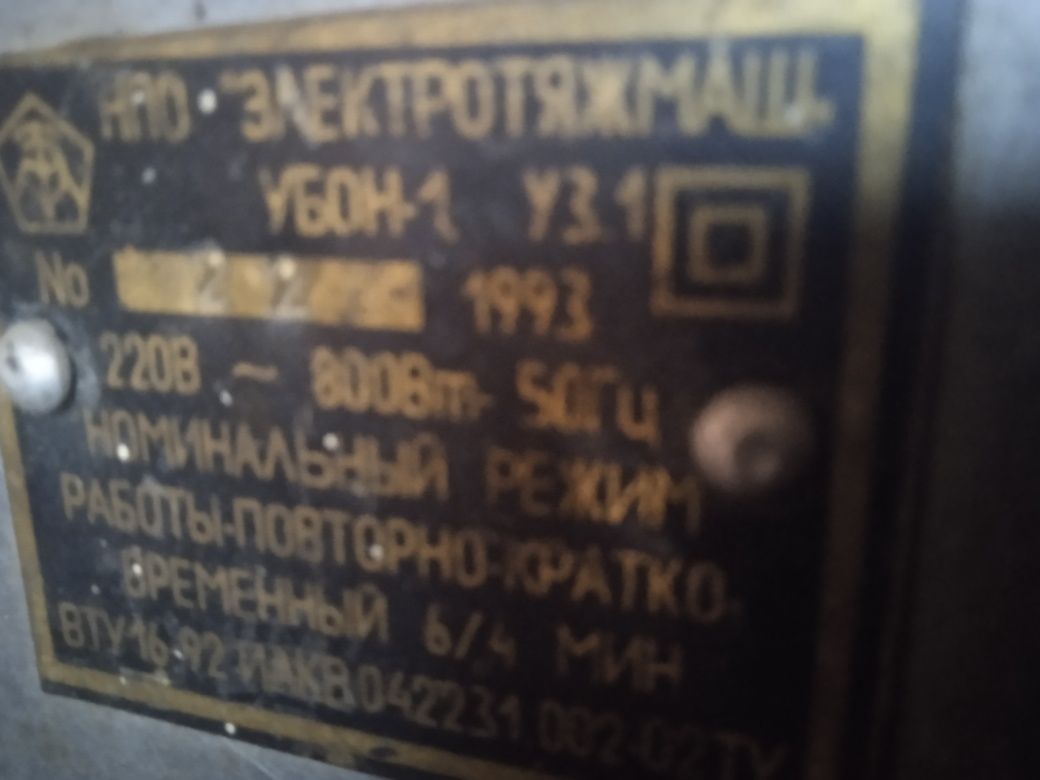 НПО "ЭЛЕКТРОТЯЖМАШ"
УБОН-1 У3.1
No 1993
220В ~ 800Вт 50Гц
НОМИНАЛЬНЫЙ РЕЖИМ
РАБОТЫ-ПОВТОРНО-КРАТКО-
ВРЕМЕННЫЙ 6/4 МИН
ВТУ16-92 ИАКВ.042231.002-02ТУ